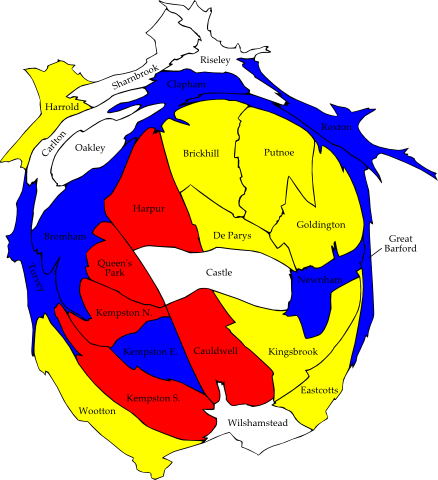 Riseley
Sharnbrook
Clapham
Harrold
Roxton
Carlton
Oakley
Brickhill
Putnoe
Harpur
Goldington
Bromham
De Parys
Great
Barford
Queen's
Park
Castle
Turvey
Newnham
Kempston N.
Kempston E.
Cauldwell
Kingsbrook
Eastcotts
Kempston S.
Wootton
Wilshamstead